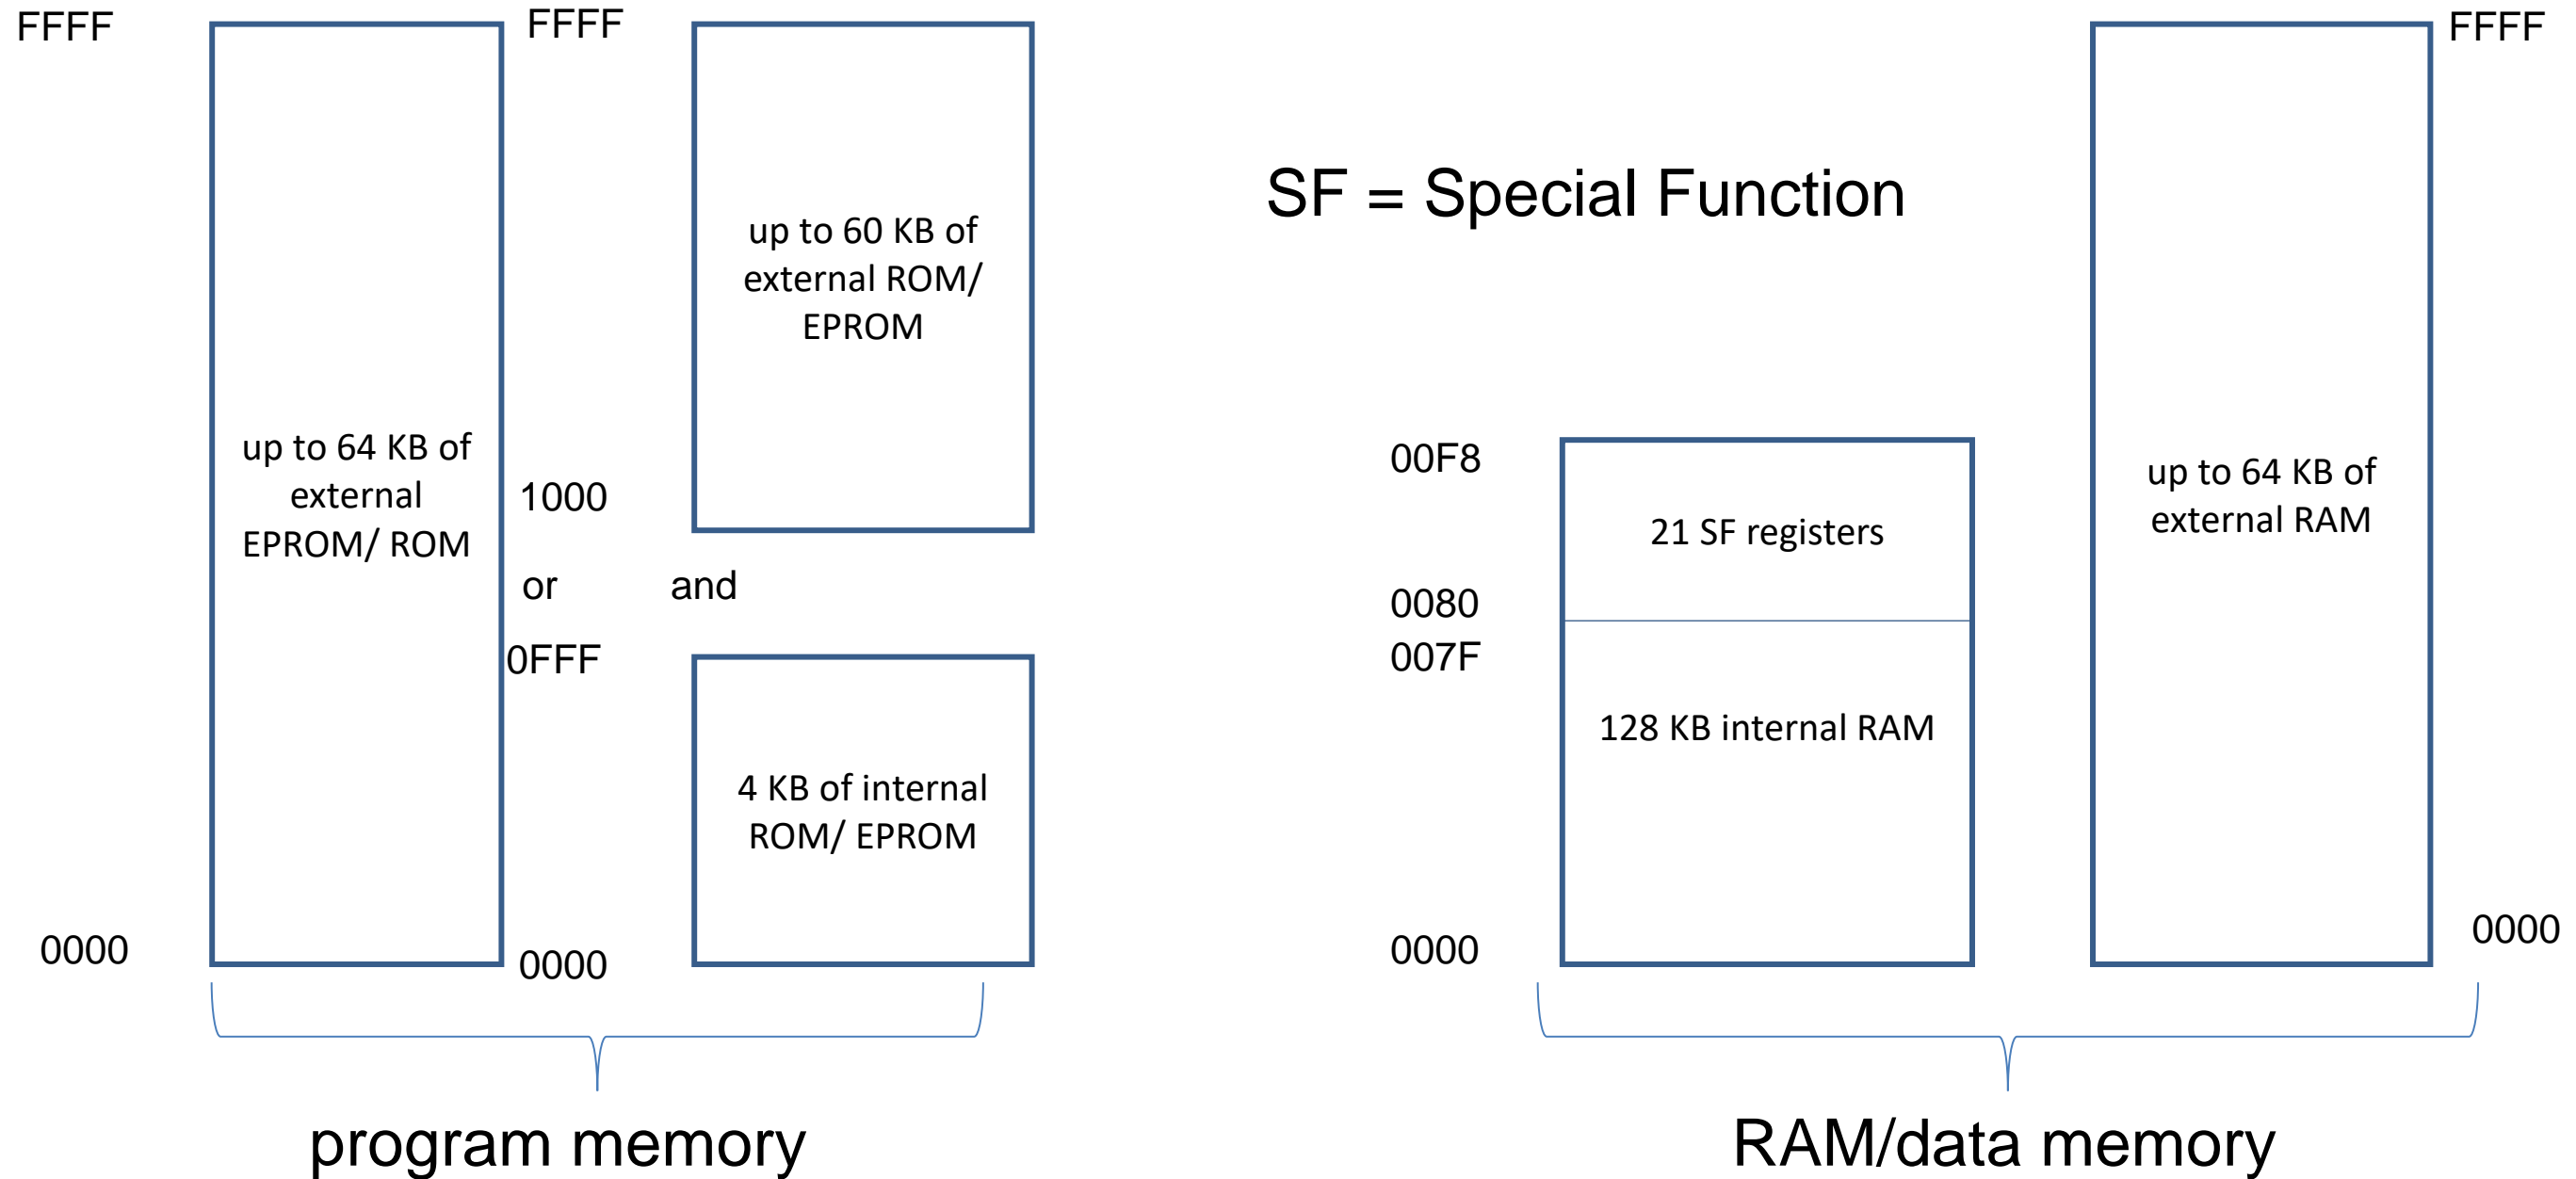 FFFF
FFFF
up to 60 KB of
external ROM/
EPROM
up to 64 KB of
external
EPROM/ ROM
1000
or
and
0FFF
4 KB of internal
ROM/ EPROM
0000
0000
program memory
SF = Special Function
FFFF
00F8
21 SF registers
0080
007F
128 KB internal RAM
0000
up to 64 KB of
external RAM
0000
RAM/data memory